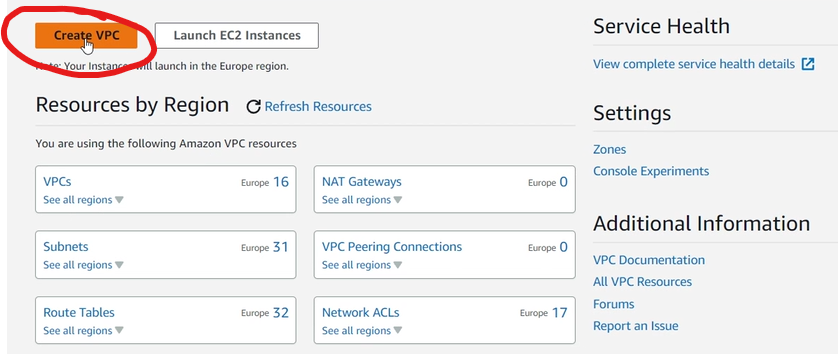 Create VPC
Launch EC2 Instances
Note: Your Instances will launch in the Europe region.
Resources by Region
Refresh Resources
You are using the following Amazon VPC resources
VPCs
Europe 16
See all regions
NAT Gateways
Europe 0
See all regions
Subnets
Europe 31
See all regions
VPC Peering Connections
Europe 0
See all regions
Route Tables
Europe 32
See all regions
Network ACLs
Europe 17
See all regions
Service Health
View complete service health details
Settings
Zones
Console Experiments
Additional Information
VPC Documentation
All VPC Resources
Forums
Report an Issue